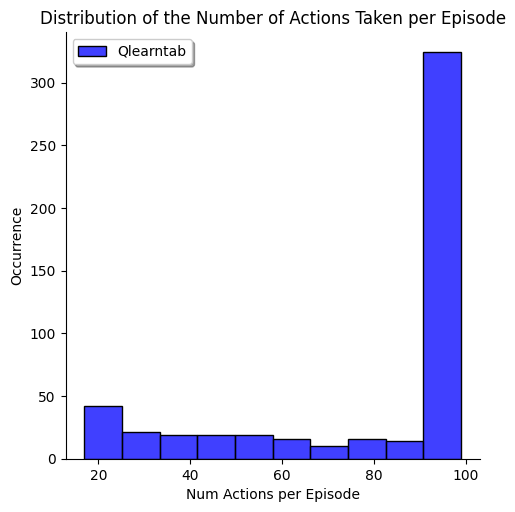 Distribution of the Number of Actions Taken per Episode
Qlearntab
Occurrence
300
250
200
150
100
50
0
20 40 60 80 100
Num Actions per Episode